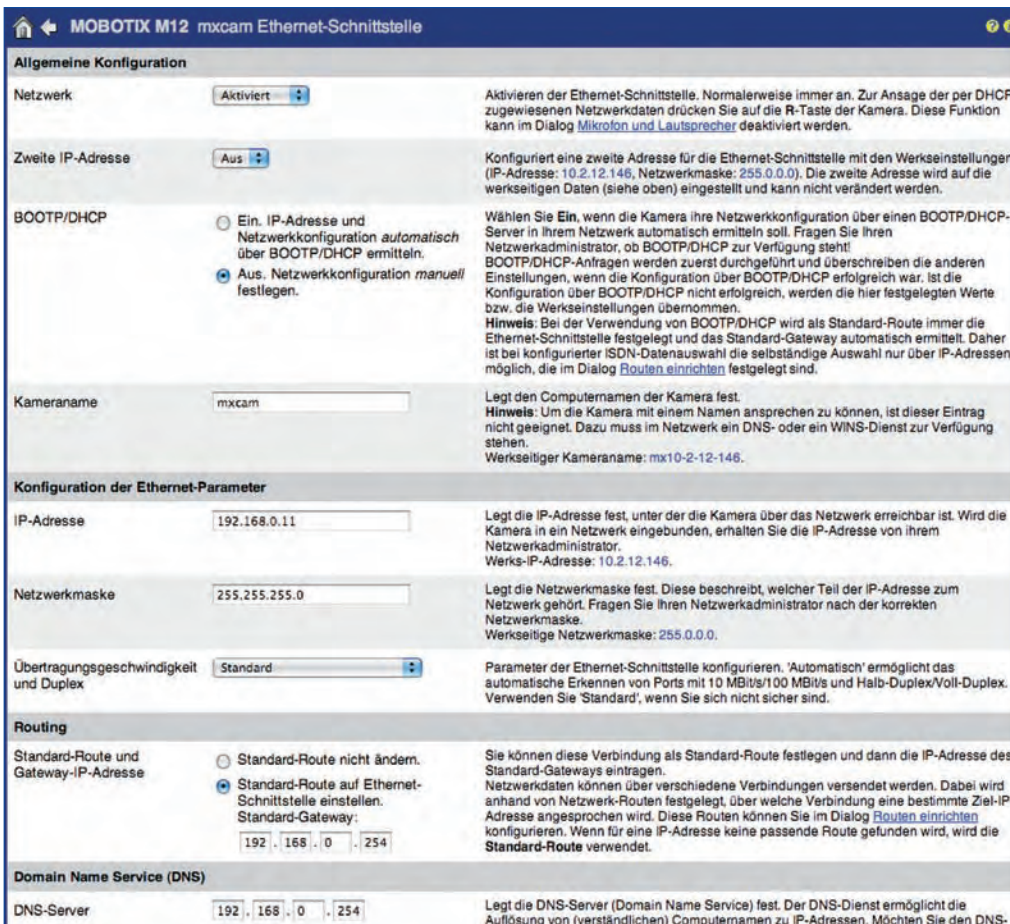 MOBOTIX M12 mxcam Ethernet-Schnittstelle
Allgemeine Konfiguration
Netzwerk
Aktiviert
Aktivieren der Ethernet-Schnittstelle. Normalerweise immer an. Zur Ansage der per DHCP
zugewiesenen Netzwerkdaten drücken Sie auf die R-Taste der Kamera. Diese Funktion
kann im Dialog Mikrofon und Lautsprecher deaktiviert werden.
Zweite IP-Adresse
Aus
Konfiguriert eine zweite Adresse für die Ethernet-Schnittstelle mit den Werkseinstellungen
(IP-Adresse: 10.2.12.146, Netzwerkmaske: 255.0.0.0). Die zweite Adresse wird auf die
werkseitigen Daten (siehe oben) eingestellt und kann nicht verändert werden.
BOOTP/DHCP
Ein. IP-Adresse und
Netzwerkkonfiguration automatisch
über BOOTP/DHCP ermitteln.
Aus. Netzwerkkonfiguration manuell
festlegen.
Wählen Sie Ein, wenn die Kamera ihre Netzwerkkonfiguration über einen BOOTP/DHCP-
Server in Ihrem Netzwerk automatisch ermitteln soll. Fragen Sie Ihren
Netzwerkadministrator, ob BOOTP/DHCP zur Verfügung steht!
BOOTP/DHCP-Anfragen werden zuerst durchgeführt und überschreiben die anderen
Einstellungen, wenn die Konfiguration über BOOTP/DHCP erfolgreich war. Ist die
Konfiguration über BOOTP/DHCP nicht erfolgreich, werden die hier festgelegten Werte
bzw. die Werkseinstellungen übernommen.
Hinweis: Bei der Verwendung von BOOTP/DHCP wird als Standard-Route immer die
Ethernet-Schnittstelle festgelegt und das Standard-Gateway automatisch ermittelt. Daher
ist bei konfigurierter ISDN-Datenauswahl die selbständige Auswahl nur über IP-Adressen
möglich, die im Dialog Routen einrichten festgelegt sind.
Kameraname
mxcam
Legt den Computernamen der Kamera fest.
Hinweis: Um die Kamera mit einem Namen ansprechen zu können, ist dieser Eintrag
nicht geeignet. Dazu muss im Netzwerk ein DNS- oder ein WINS-Dienst zur Verfügung
stehen.
Werkseitiger Kameraname: mx10-2-12-146.
Konfiguration der Ethernet-Parameter
IP-Adresse
192.168.0.11
Legt die IP-Adresse fest, unter der die Kamera über das Netzwerk erreichbar ist. Wird die
Kamera in ein Netzwerk eingebunden, erhalten Sie die IP-Adresse von ihrem
Netzwerkadministrator.
Werks-IP-Adresse: 10.2.12.146.
Netzwerkmaske
255.255.255.0
Legt die Netzwerkmaske fest. Diese beschreibt, welcher Teil der IP-Adresse zum
Netzwerk gehört. Fragen Sie Ihren Netzwerkadministrator nach der korrekten
Netzwerkmaske.
Werkseitige Netzwerkmaske: 255.0.0.0.
Übertragungsgeschwindigkeit
und Duplex
Standard
Parameter der Ethernet-Schnittstelle konfigurieren. 'Automatisch' ermöglicht das
automatische Erkennen von Ports mit 10 MBit/s/100 MBit/s und Halb-Duplex/Voll-Duplex.
Verwenden Sie 'Standard', wenn Sie sich nicht sicher sind.
Routing
Standard-Route und
Gateway-IP-Adresse
Standard-Route nicht ändern.
Standard-Route auf Ethernet-
Schnittstelle einstellen.
Standard-Gateway:
192 . 168 . 0 . 254
Sie können diese Verbindung als Standard-Route festlegen und dann die IP-Adresse des
Standard-Gateways eintragen.
Netzwerkdaten können über verschiedene Verbindungen versendet werden. Dabei wird
anhand von Netzwerk-Routen festgelegt, über welche Verbindung eine bestimmte Ziel-IP
Adresse angesprochen wird. Diese Routen können Sie im Dialog Routen einrichten
konfigurieren. Wenn für eine IP-Adresse keine passende Route gefunden wird, wird die
Standard-Route verwendet.
Domain Name Service (DNS)
DNS-Server
192 . 168 . 0 . 254
Legt die DNS-Server (Domain Name Service) fest. Der DNS-Dienst ermöglicht die
Auflösung von (verständlichen) Computernamen zu IP-Adressen. Möchten Sie den DNS-